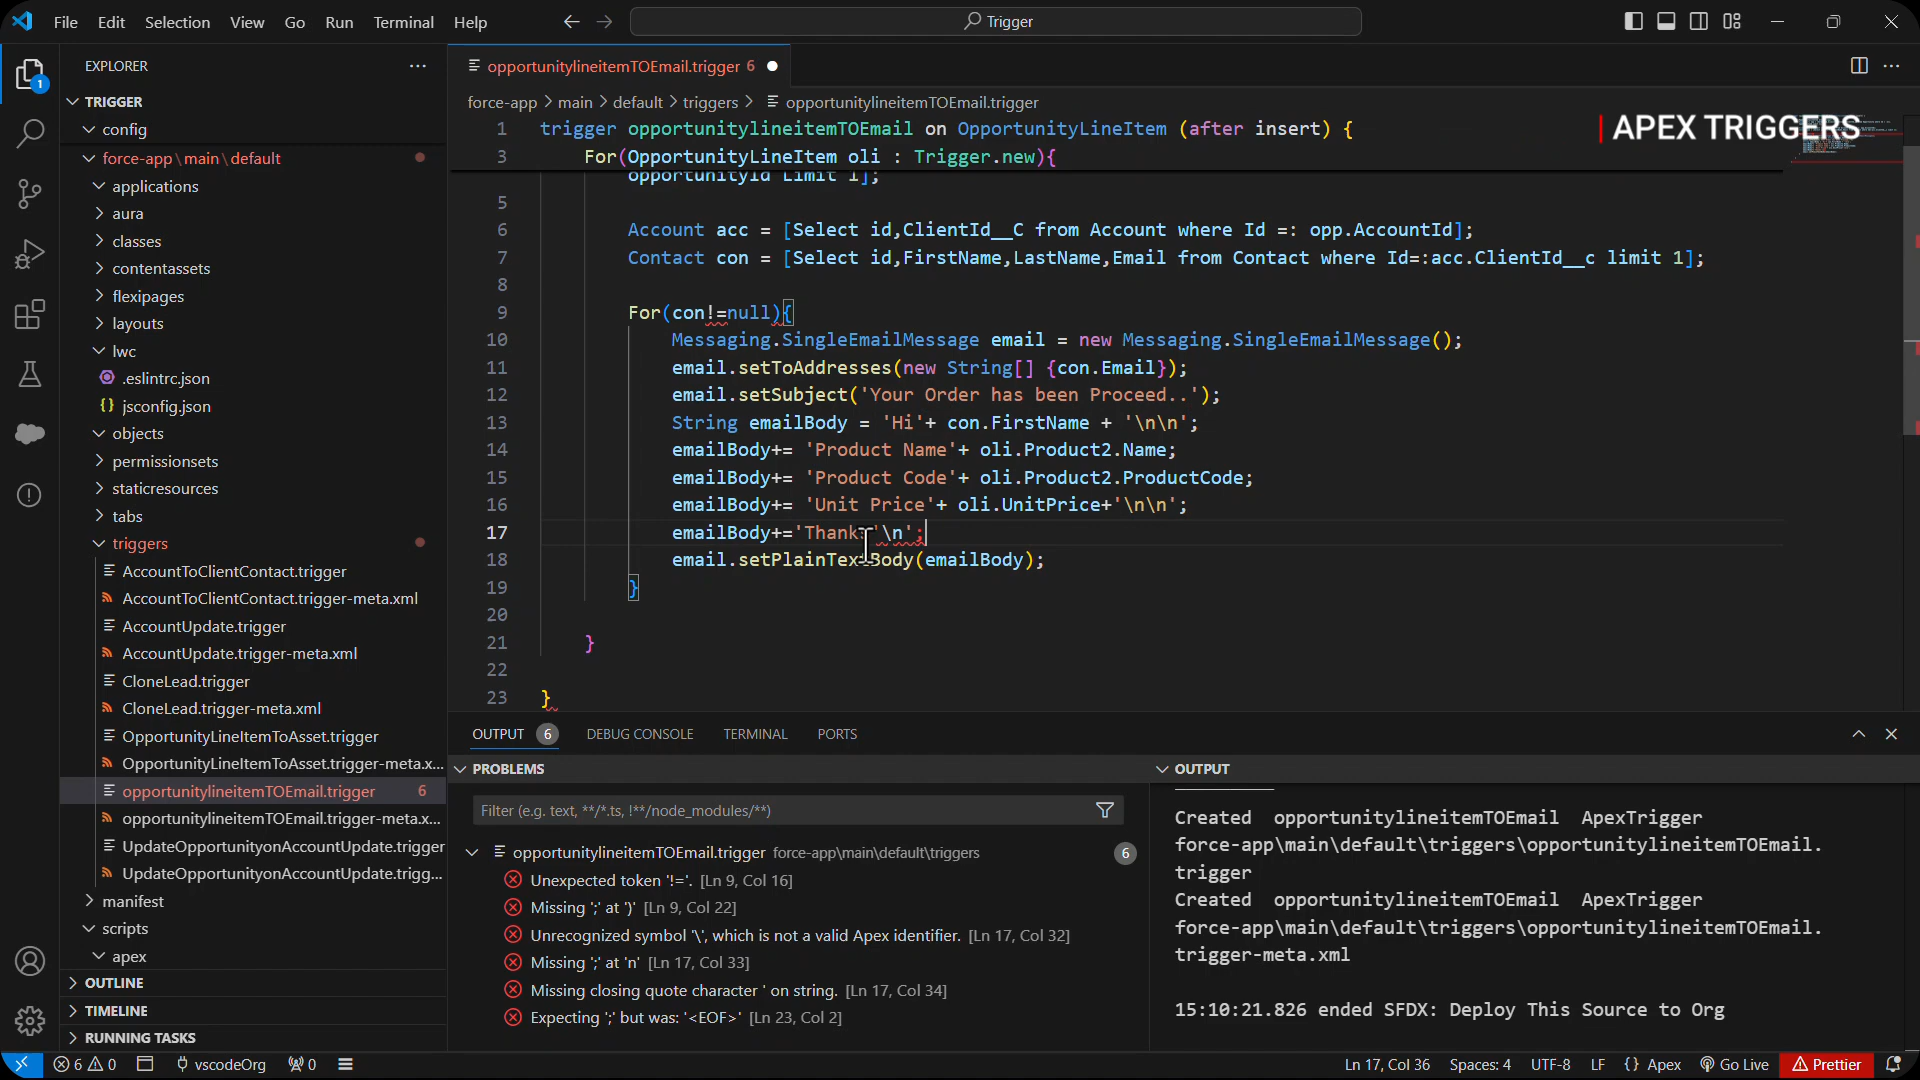 File Edit Selection View Go Run Terminal Help
Trigger
EXPLORER
TRIGGER
config
force-app\main\default
applications
aura
classes
contentassets
flexipages
layouts
lwc
.eslintrc.json
jsconfig.json
objects
permissionsets
staticresources
tabs
triggers
AccountToClientContact.trigger
AccountToClientContact.trigger-meta.xml
AccountUpdate.trigger
AccountUpdate.trigger-meta.xml
CloneLead.trigger
CloneLead.trigger-meta.xml
OpportunityLineItemToAsset.trigger
OpportunityLineItemToAsset.trigger-meta.x...
opportunitylineitemTOEmail.trigger 6
opportunitylineitemTOEmail.trigger-meta.x...
UpdateOpportunityonAccountUpdate.trigger
UpdateOpportunityonAccountUpdate.trigg...
manifest
scripts
apex
OUTLINE
TIMELINE
RUNNING TASKS
opportunitylineitemTOEmail.trigger 6
force-app > main > default > triggers > opportunitylineitemTOEmail.trigger
APEX TRIGGERS
1 trigger opportunitylineitemTOEmail on OpportunityLineItem (after insert) {
3 For(OpportunityLineItem oli : Trigger.new){
opportunityId Limit 1];
5
6 Account acc = [Select id,ClientId__C from Account where Id =: opp.AccountId];
7 Contact con = [Select id,FirstName,LastName,Email from Contact where Id=:acc.ClientId__c limit 1];
8
9 For(con!=null){
10 Messaging.SingleEmailMessage email = new Messaging.SingleEmailMessage();
11 email.setToAddresses(new String[] {con.Email});
12 email.setSubject('Your Order has been Proceed..');
13 String emailBody = 'Hi'+ con.FirstName + '\n\n';
14 emailBody+= 'Product Name'+ oli.Product2.Name;
15 emailBody+= 'Product Code'+ oli.Product2.ProductCode;
16 emailBody+= 'Unit Price'+ oli.UnitPrice+'\n\n';
17 emailBody+='Thanks'\n';
18 email.setPlainTextBody(emailBody);
19 }
20
21 }
22
23 }
OUTPUT 6 DEBUG CONSOLE TERMINAL PORTS
PROBLEMS
Filter (e.g. text, **/*.ts, !**/node_modules/**)
opportunitylineitemTOEmail.trigger force-app\main\default\triggers 6
Unexpected token '!='. [Ln 9, Col 16]
Missing ';' at ')' [Ln 9, Col 22]
Unrecognized symbol '\', which is not a valid Apex identifier. [Ln 17, Col 32]
Missing ';' at 'n' [Ln 17, Col 33]
Missing closing quote character ' on string. [Ln 17, Col 34]
Expecting ';' but was: '<EOF>' [Ln 23, Col 2]
OUTPUT
Created opportunitylineitemTOEmail ApexTrigger
force-app\main\default\triggers\opportunitylineitemTOEmail.
trigger
Created opportunitylineitemTOEmail ApexTrigger
force-app\main\default\triggers\opportunitylineitemTOEmail.
trigger-meta.xml
15:10:21.826 ended SFDX: Deploy This Source to Org
1
6 0 vscodeOrg 0 Ln 17, Col 36 Spaces: 4 UTF-8 LF {} Apex Go Live Prettier